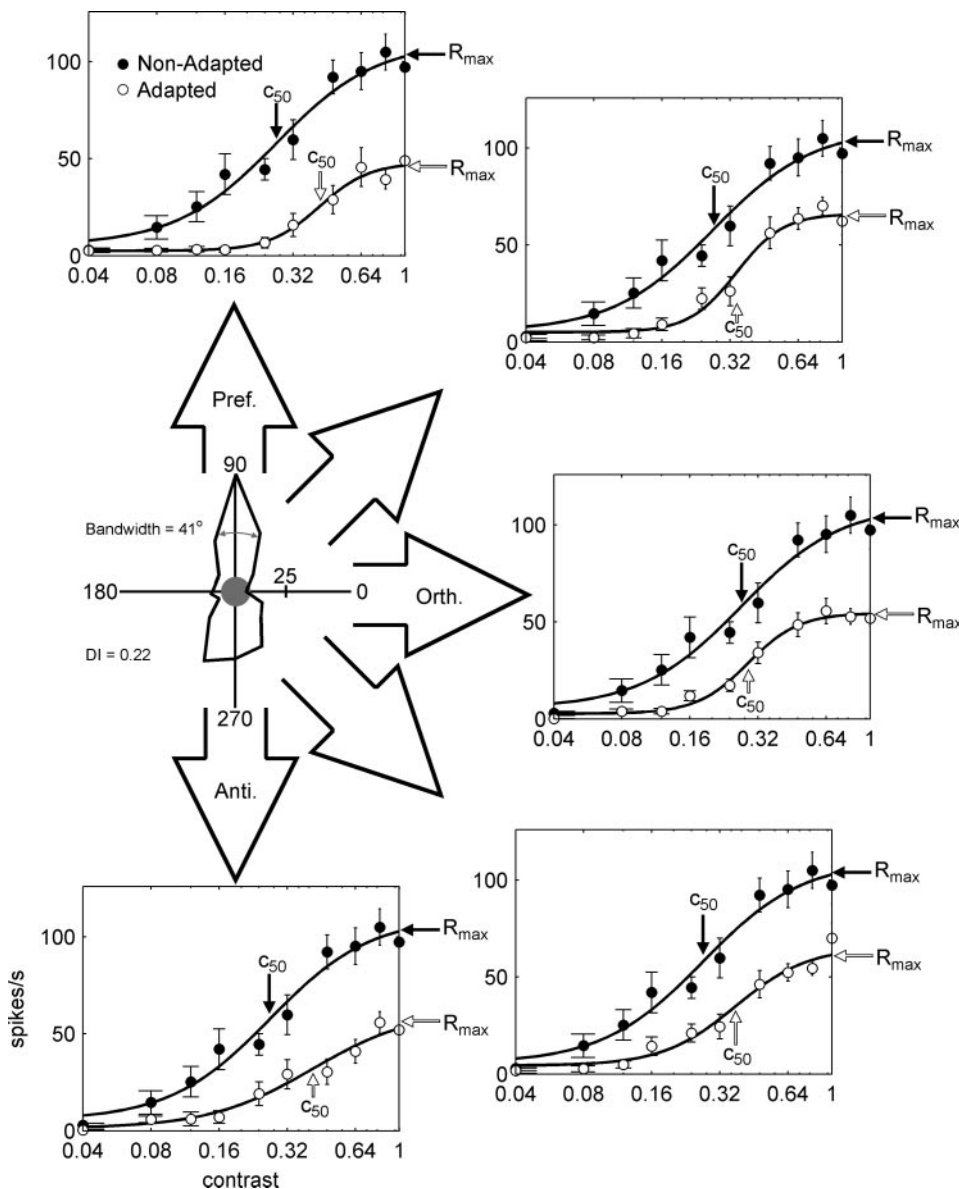 100
50
0
Non-Adapted
Adapted
c50
c50
Rmax
Rmax
0.04 0.08 0.16 0.32 0.64 1
100
50
0
c50
c50
Rmax
Rmax
0.04 0.08 0.16 0.32 0.64 1
Pref.
90
Bandwidth = 41°
180
25
0
Orth.
DI = 0.22
270
Anti.
100
50
0
c50
c50
Rmax
Rmax
0.04 0.08 0.16 0.32 0.64 1
100
50
0
spikes/s
c50
c50
Rmax
Rmax
0.04 0.08 0.16 0.32 0.64 1
contrast
100
50
0
c50
c50
Rmax
Rmax
0.04 0.08 0.16 0.32 0.64 1